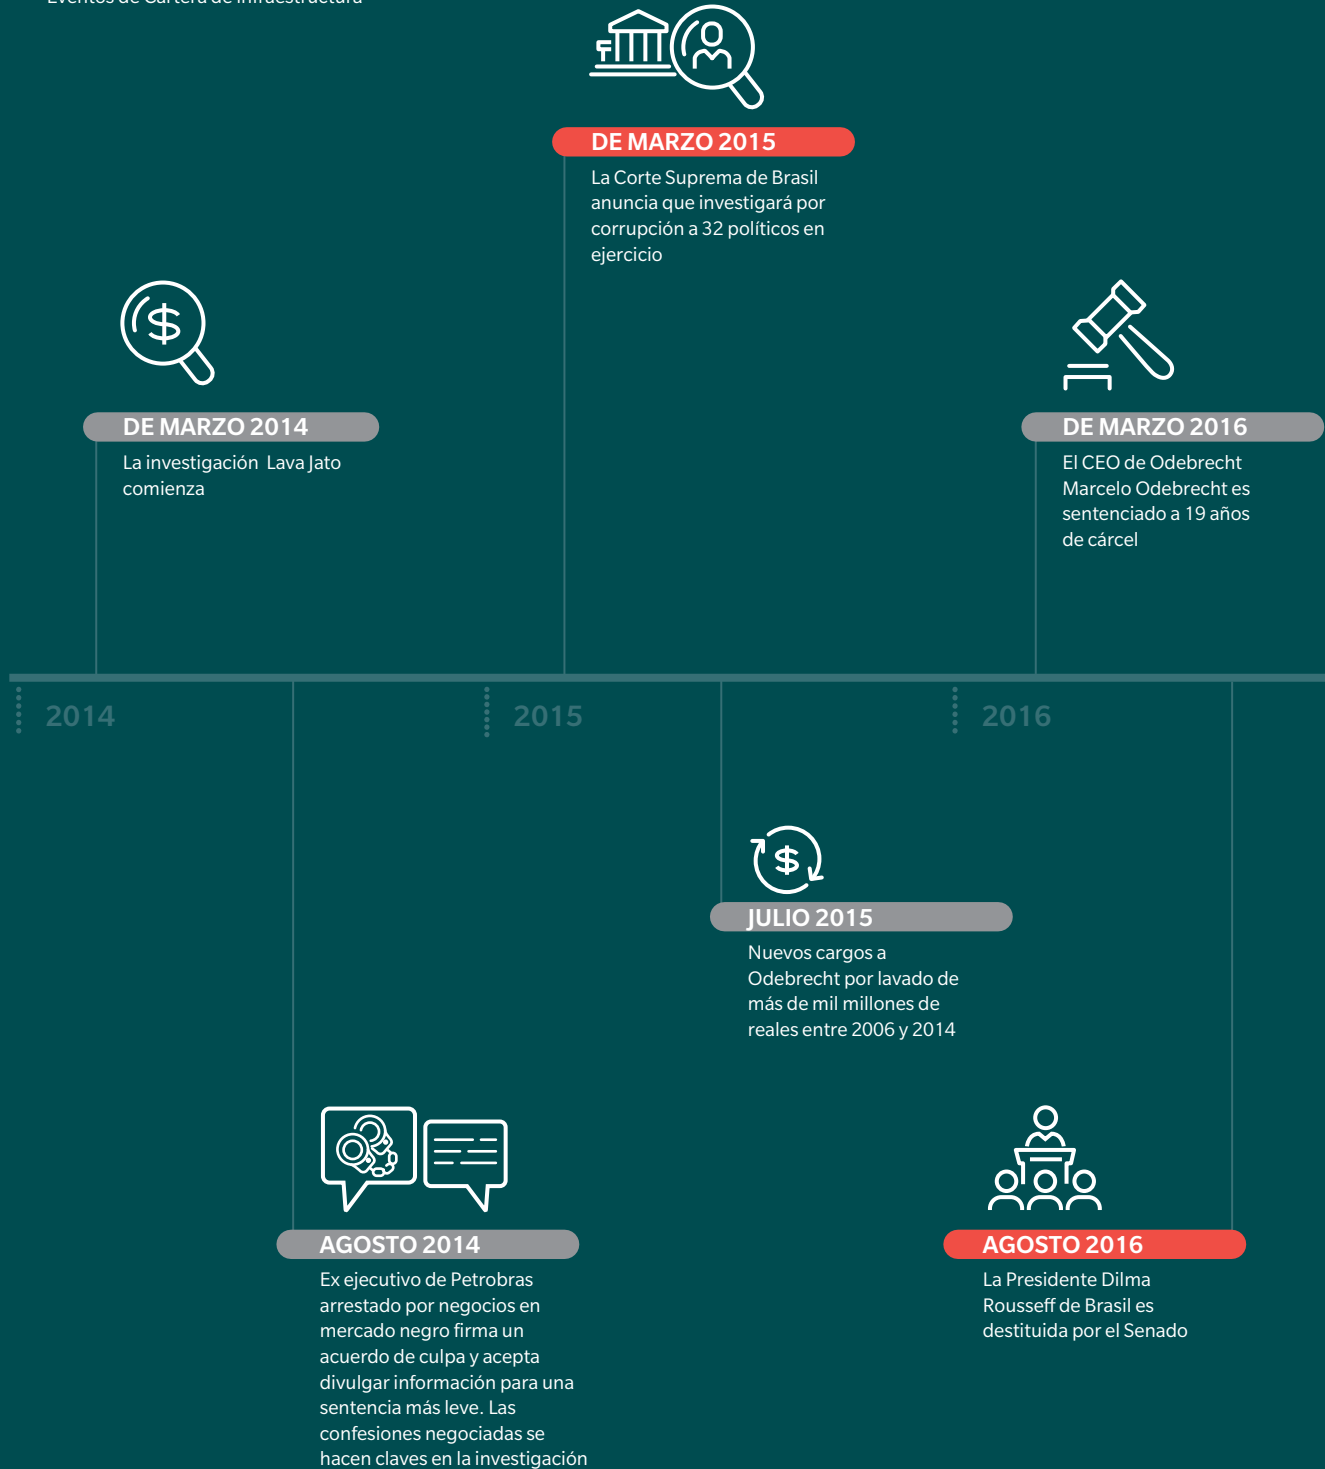 Eventos de Cartera de Infraestructura
DE MARZO 2015
La Corte Suprema de Brasil
anuncia que investigará por
corrupción a 32 políticos en
ejercicio
DE MARZO 2014
La investigación  Lava Jato
comienza
DE MARZO 2016
El CEO de Odebrecht
Marcelo Odebrecht es
sentenciado a 19 años
de cárcel
2014
2015
2016
JULIO 2015
Nuevos cargos a
Odebrecht por lavado de
más de mil millones de
reales entre 2006 y 2014
AGOSTO 2014
Ex ejecutivo de Petrobras
arrestado por negocios en
mercado negro firma un
acuerdo de culpa y acepta
divulgar información para una
sentencia más leve. Las
confesiones negociadas se
hacen claves en la investigación
AGOSTO 2016
La Presidente Dilma
Rousseff de Brasil es
destituida por el Senado